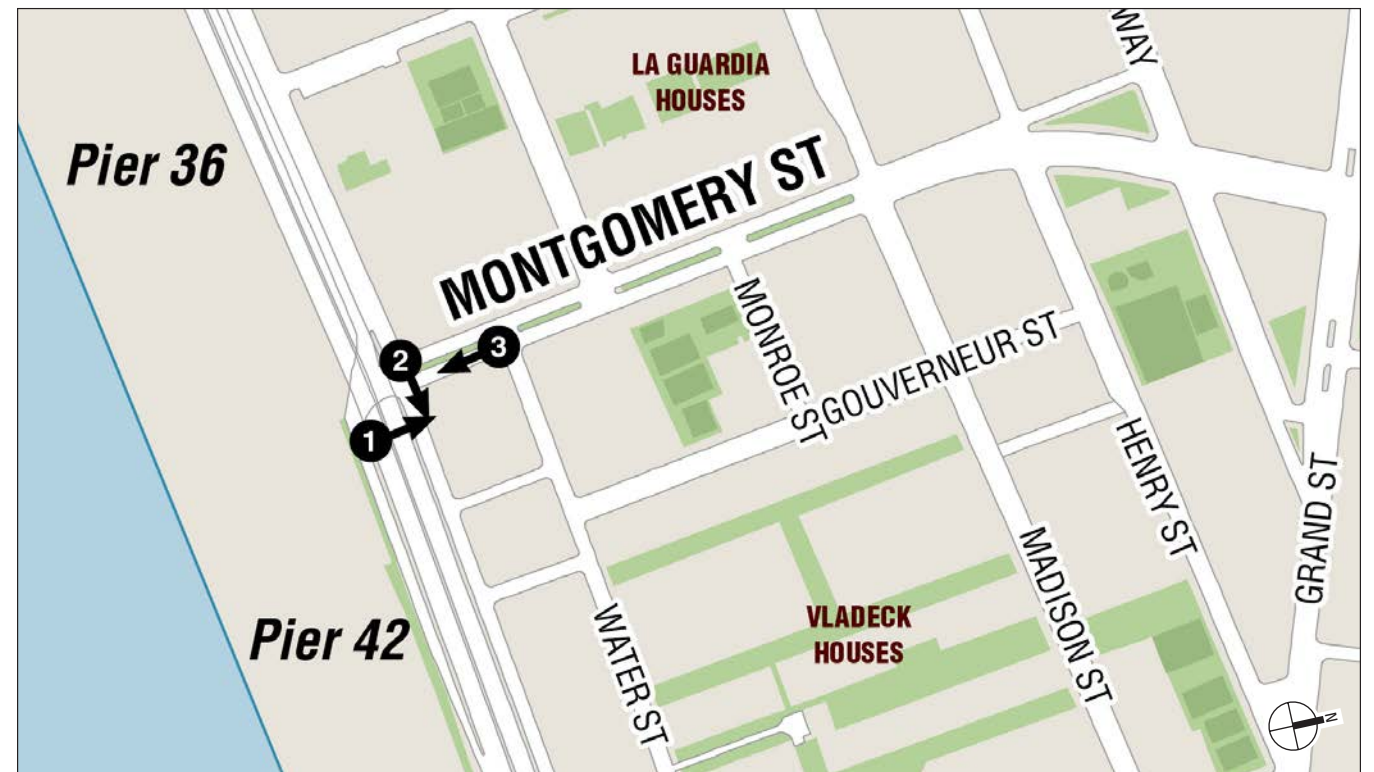 WAY
LA GUARDIA
HOUSES
Pier 36
MONTGOMERY ST
2
3
1
MONROE ST
GOUVERNEUR ST
HENRY ST
GRAND ST
MADISON ST
WATER ST
VLADECK
HOUSES
Pier 42
N